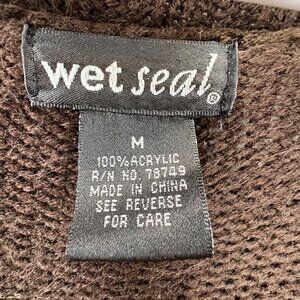 wet seal®
M
100% ACRYLIC
R/N NO. 78749
MADE IN CHINA
SEE REVERSE
FOR CARE